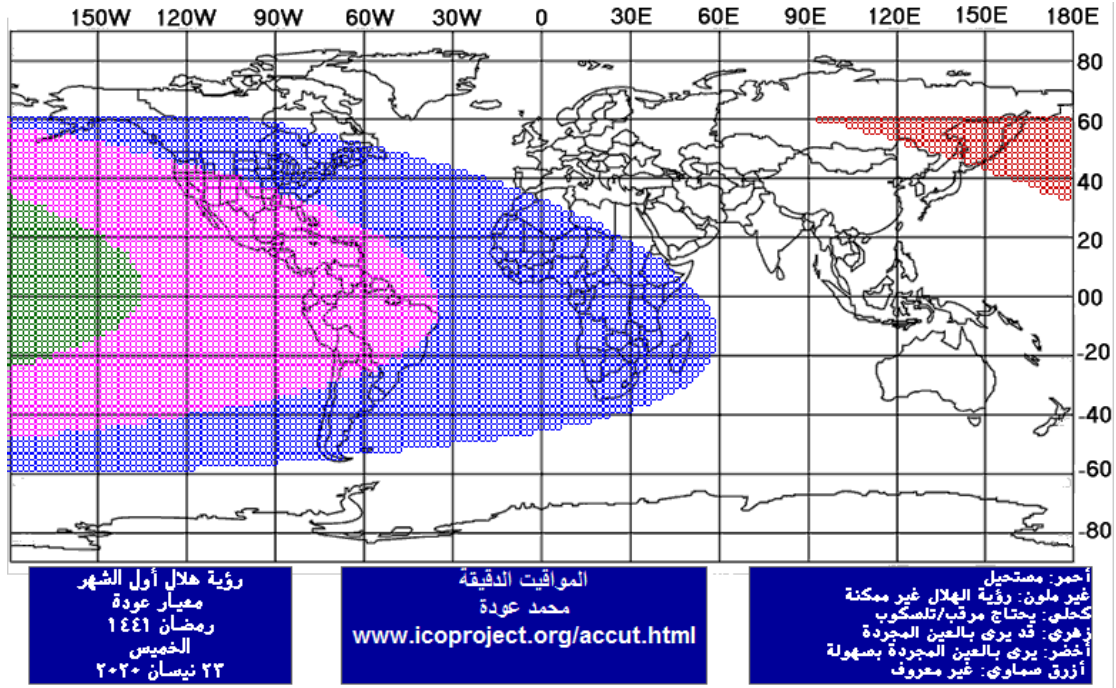 150W 120W 90W 60W 30W 0 30E 60E 90E 120E 150E 180E
80
60
40
20
00
-20
-40
-60
-80
رؤية هلال أول الشهر
معيار عودة
رمضان ١٤٤١
الخميس
٢٣ نيسان ٢٠٢٠
المواقيت الدقيقة
محمد عودة
www.icoproject.org/accut.html
أحمر: مستحيل
غير ملون: رؤية الهلال غير ممكنة
كحلي: يحتاج مرقب/تلسكوب
زهري: قد يرى بالعين المجردة
أخضر: يرى بالعين المجردة بسهولة
أزرق سماوي: غير معروف